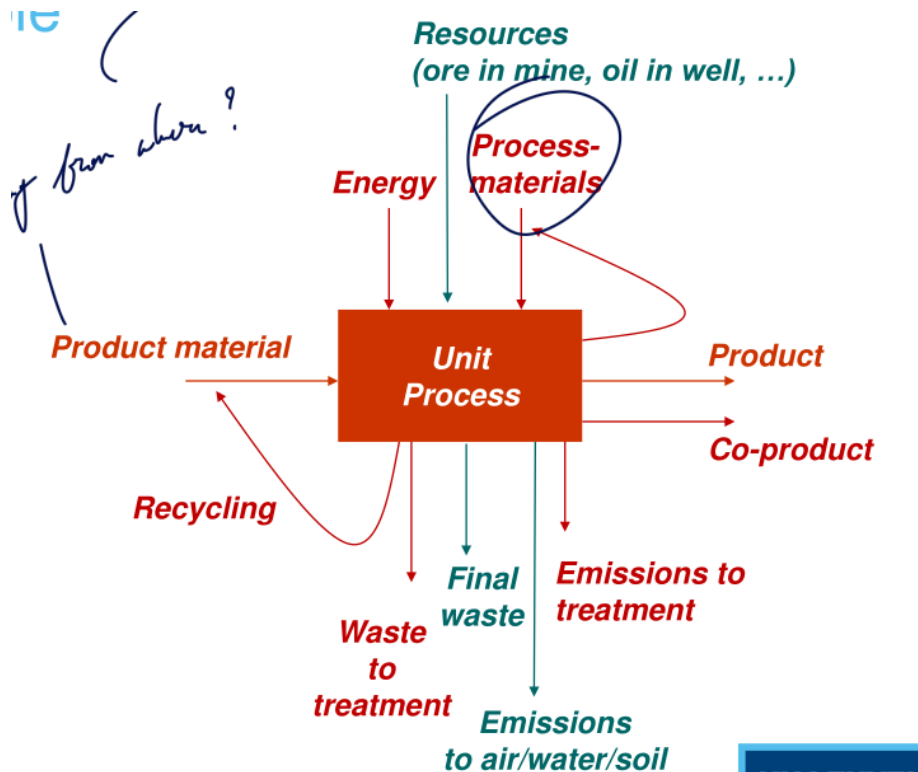 Resources
(ore in mine, oil in well, ...)
from where ?
Process-
materials
Energy
Product material
Unit
Process
Product
Co-product
Recycling
Final
waste
Emissions to
treatment
Waste
to
treatment
Emissions
to air/water/soil